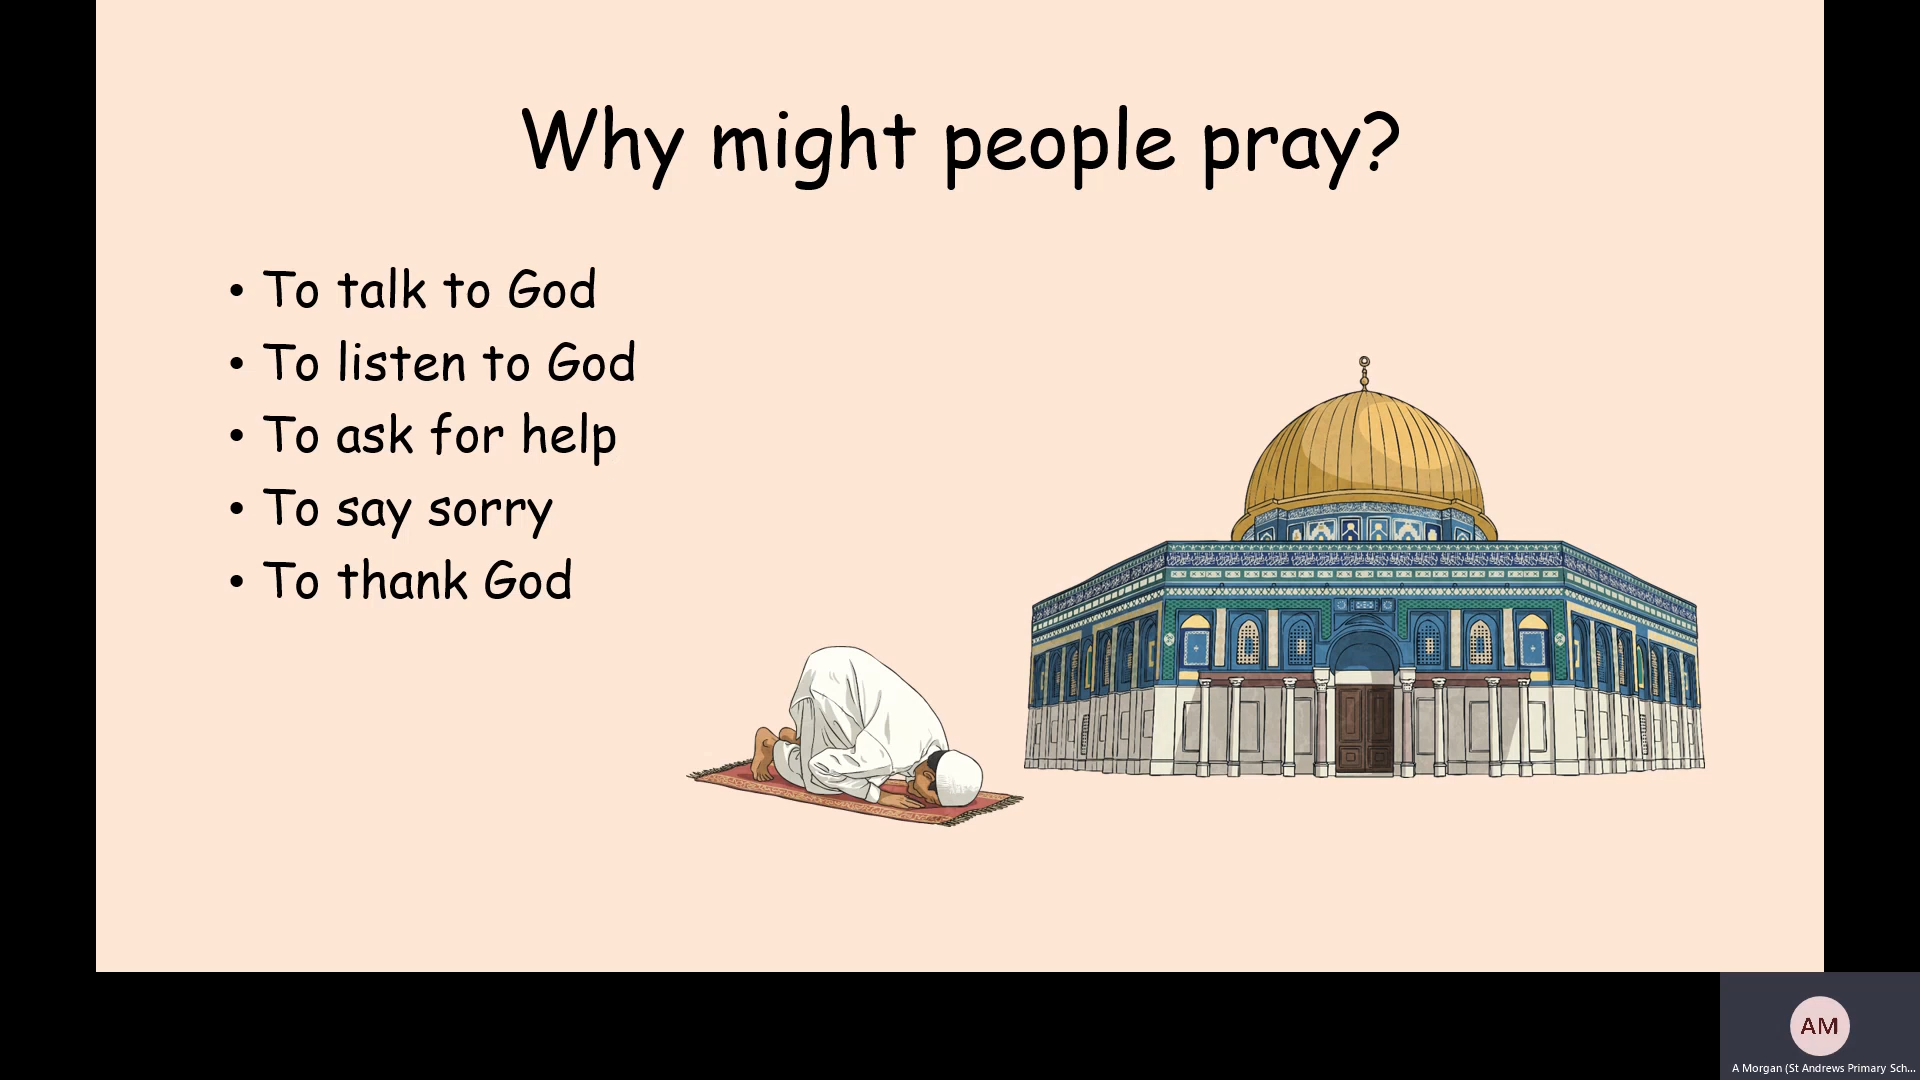 Why might people pray?
• To talk to God
• To listen to God
• To ask for help
• To say sorry
• To thank God
AM
A Morgan (St Andrews Primary Sch...